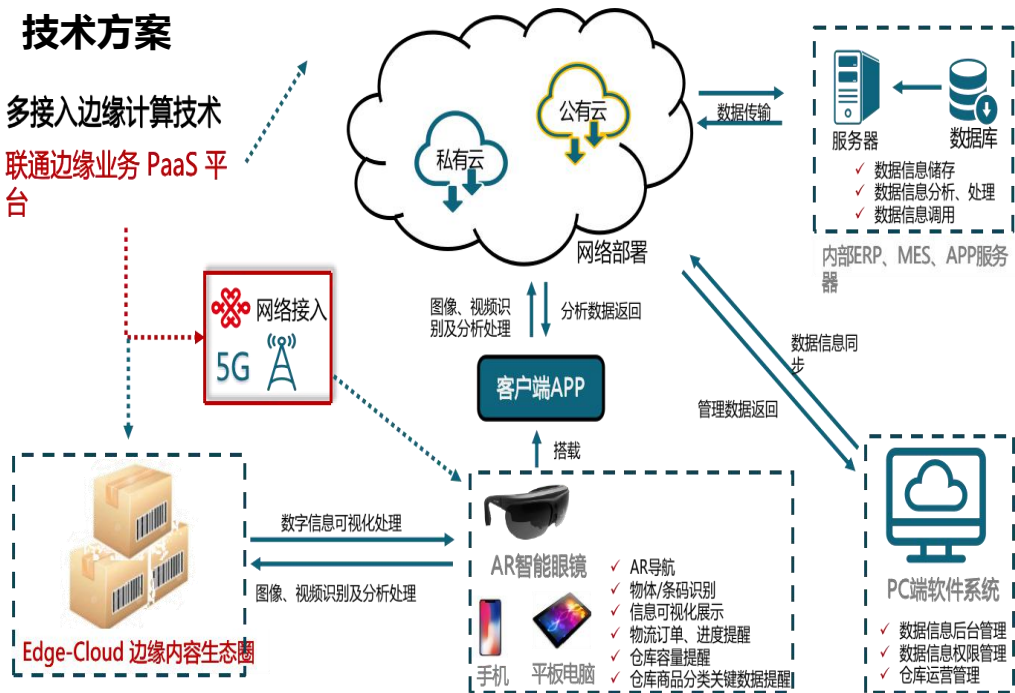 技术方案
多接入边缘计算技术
联通边缘业务 PaaS 平
台
私有云
公有云
网络部署
数据传输
服务器
数据库
✓ 数据信息储存
✓ 数据信息分析、处理
✓ 数据信息调用
内部ERP、MES、APP服务
器
网络接入
5G
图像、视频识
别及分析处理
分析数据返回
客户端APP
搭载
数据信息同
步
管理数据返回
数字信息可视化处理
图像、视频识别及分析处理
Edge-Cloud 边缘内容生态圈
AR智能眼镜
手机
平板电脑
✓ AR导航
✓ 物体/条码识别
✓ 信息可视化展示
✓ 物流订单、进度提醒
✓ 仓库容量提醒
✓ 仓库商品分类关键数据提醒
PC端软件系统
✓ 数据信息后台管理
✓ 数据信息权限管理
✓ 仓库运营管理